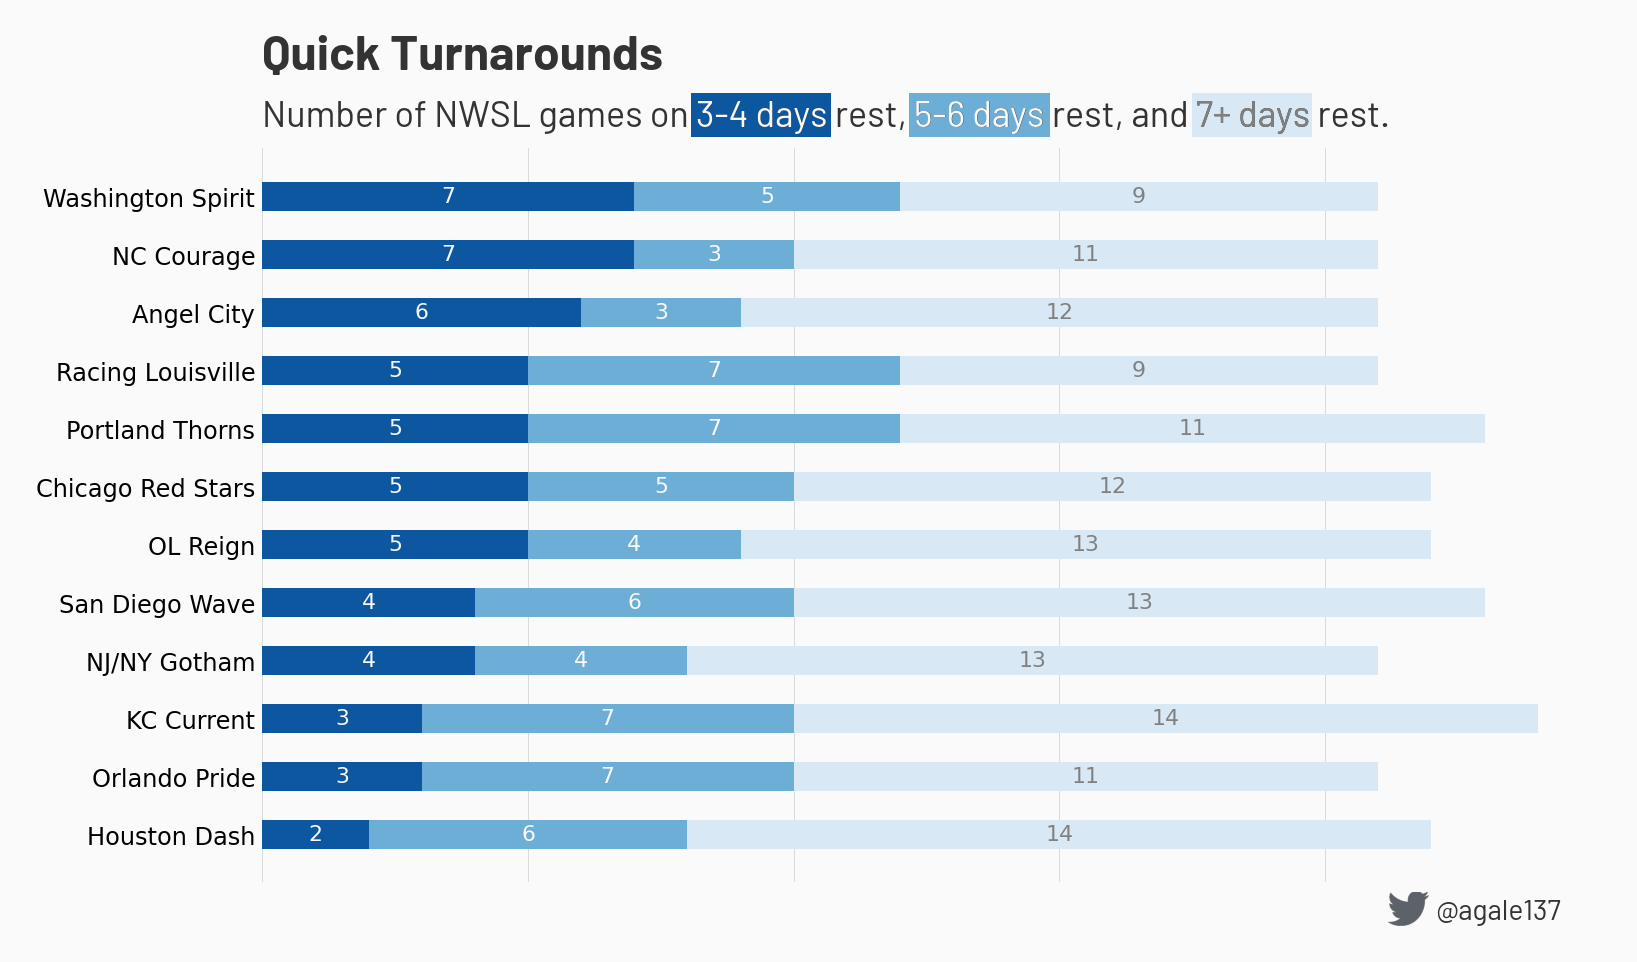 Quick Turnarounds
Number of NWSL games on 3-4 days rest, 5-6 days rest, and 7+ days rest.
Washington Spirit 7 5 9
NC Courage 7 3 11
Angel City 6 3 12
Racing Louisville 5 7 9
Portland Thorns 5 7 11
Chicago Red Stars 5 5 12
OL Reign 5 4 13
San Diego Wave 4 6 13
NJ/NY Gotham 4 4 13
KC Current 3 7 14
Orlando Pride 3 7 11
Houston Dash 2 6 14
@agale137